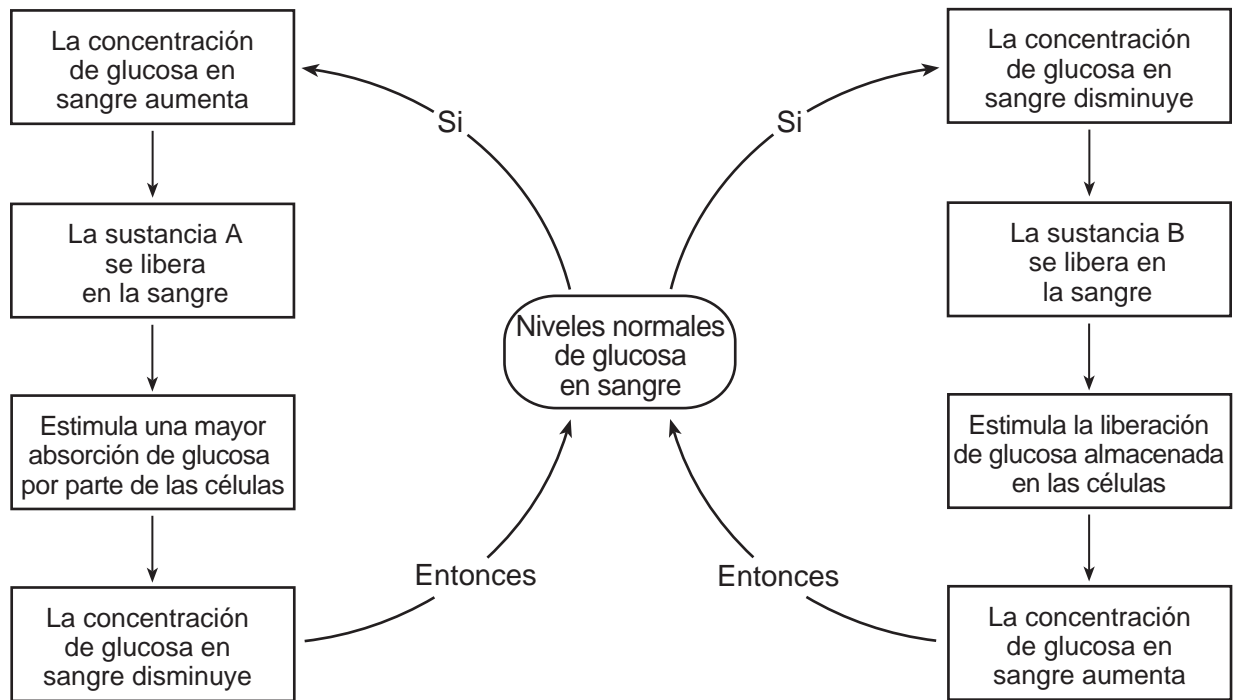 La concentración
de glucosa en
sangre aumenta
Si
La sustancia A
se libera
en la sangre
Estimula una mayor
absorción de glucosa
por parte de las células
La concentración
de glucosa en
sangre disminuye
Entonces
Niveles normales
de glucosa
en sangre
Si
La concentración
de glucosa en
sangre disminuye
La sustancia B
se libera en
la sangre
Estimula la liberación
de glucosa almacenada
en las células
La concentración
de glucosa en
sangre aumenta
Entonces